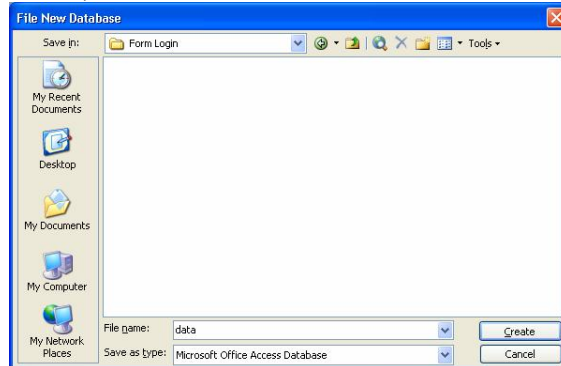 File New Database
Save in:
Form Login
Tools
My Recent
Documents
Desktop
My Documents
My Computer
My Network
Places
File name:
data
Create
Save as type:
Microsoft Office Access Database
Cancel